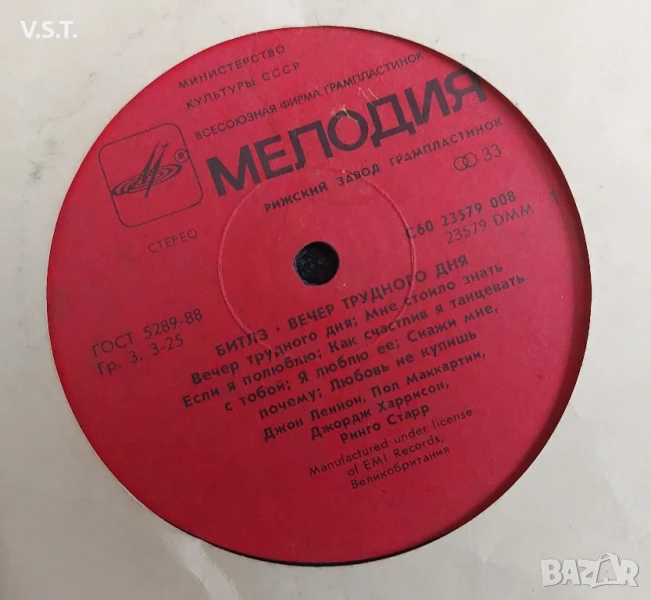 V.S.T.
МИНИСТЕРСТВО
КУЛЬТУРЫ СССР
ВСЕСОЮЗНАЯ ФИРМА ГРАМПЛАСТИНОК
МЕЛОДИЯ
®
РИЖСКИЙ ЗАВОД ГРАМПЛАСТИНОК
33
СТЕРЕО
С60 23579 008
23579 DMM
1
ГОСТ 5289-88
Гр. 3. 3-25
БИТЛЗ · ВЕЧЕР ТРУДНОГО ДНЯ
Вечер трудного дня; Мне стоило знать
Если я полюблю; Как счастлив я танцевать
с тобой; Я люблю ее; Скажи мне,
почему; Любовь не купишь
Джон Леннон, Пол Маккартни,
Джордж Харрисон,
Ринго Старр
Manufactured under license
of EMI Records,
Великобритания
BAZAR